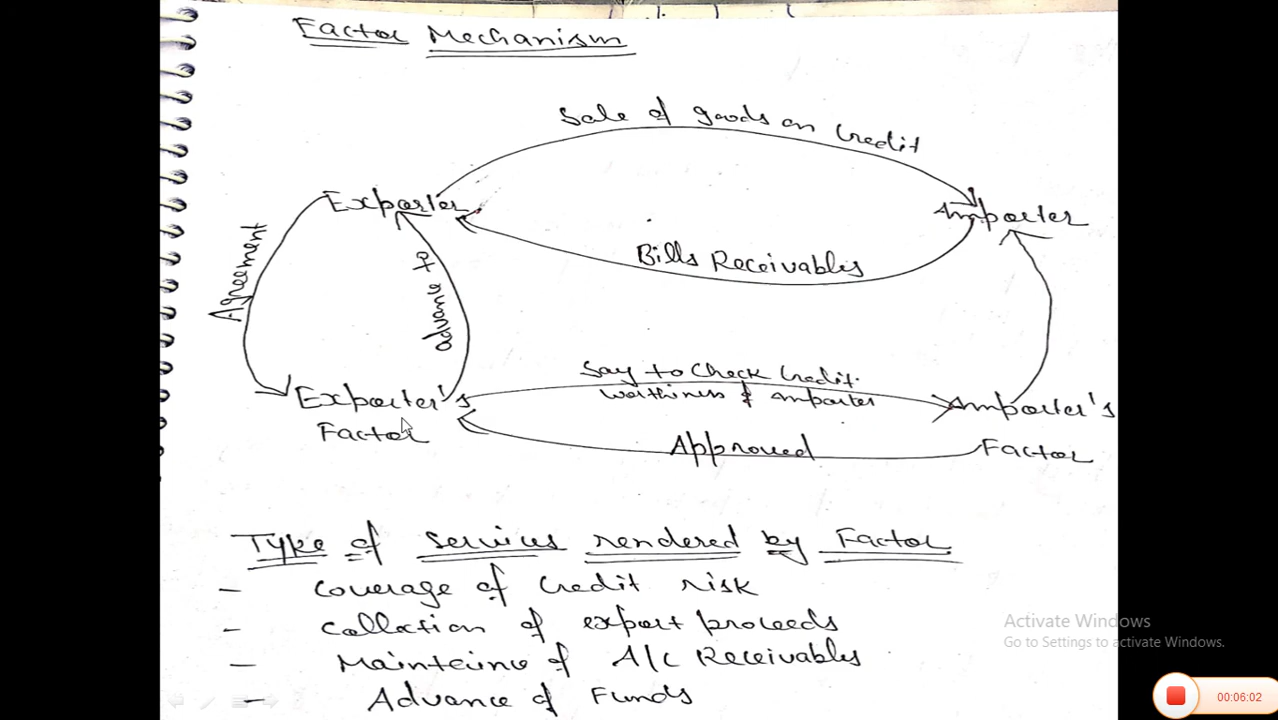 Factor Mechanism
Sale of goods on Credit
Exporter
Importer
Bills Receivables
Agreement
advance to
Say to Check Credit
worthiness of importer
Exporter's
Factor
Importer's
Factor
Approved
Type of services rendered by Factor
- Coverage of Credit risk
- Collection of export proceeds
- of A/C Receivables
- Advance of Funds
Activate Windows
Go to Settings to activate Windows.
00:06:02